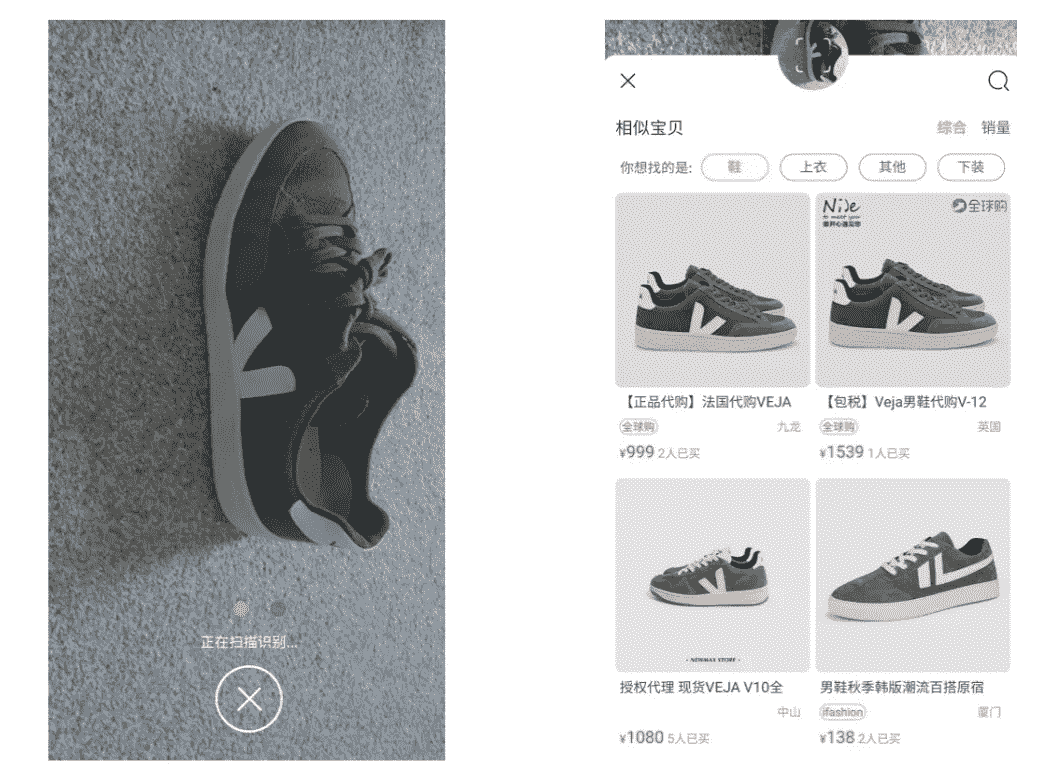 正在扫描识别...
相似宝贝 综合 销量
你想找的是: 鞋 上衣 其他 下装
Nice
to meet you
全球购
【正品代购】法国代购VEJA
全球购 九龙
¥999 2人已买
【包税】Veja男鞋代购V-12
全球购 英国
¥1539 1人已买
- NEWMAX STORE -
授权代理 现货VEJA V10全
中山
¥1080 5人已买
男鞋秋季韩版潮流百搭原宿
ifashion 厦门
¥138 2人已买